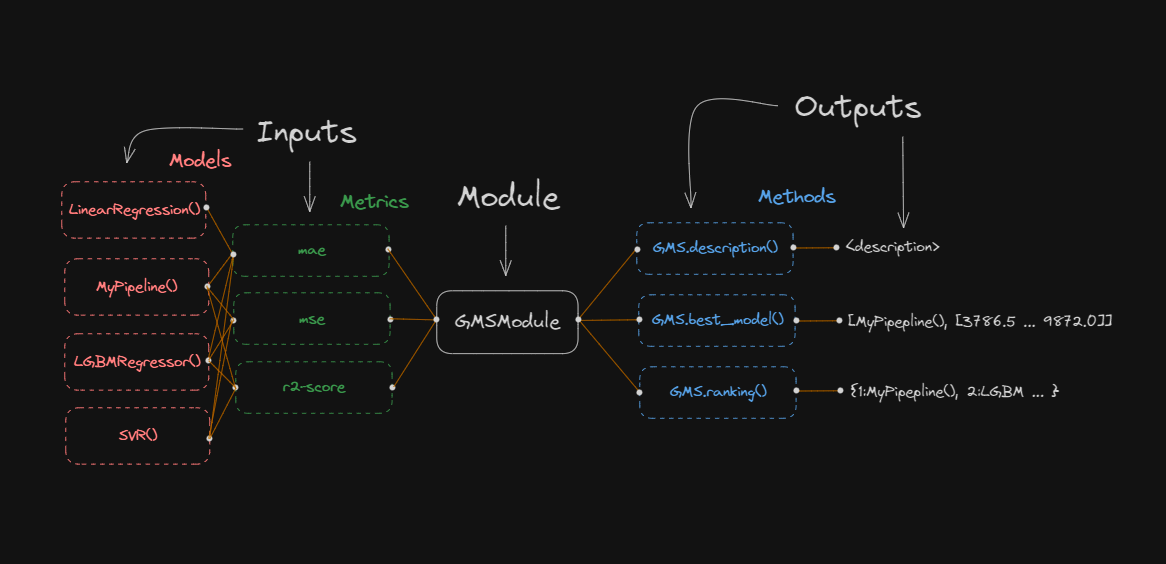 Inputs
Models
LinearRegression()
MyPipeline()
LGBMRegressor()
SVR()
Metrics
mae
mse
r2-score
Module
GMSModule
Outputs
Methods
GMS.description()
<description>
GMS.best_model()
[MyPipepline(), [3786.5 ... 9872.0]]
GMS.ranking()
{1:MyPipepline(), 2:LGBM ... }